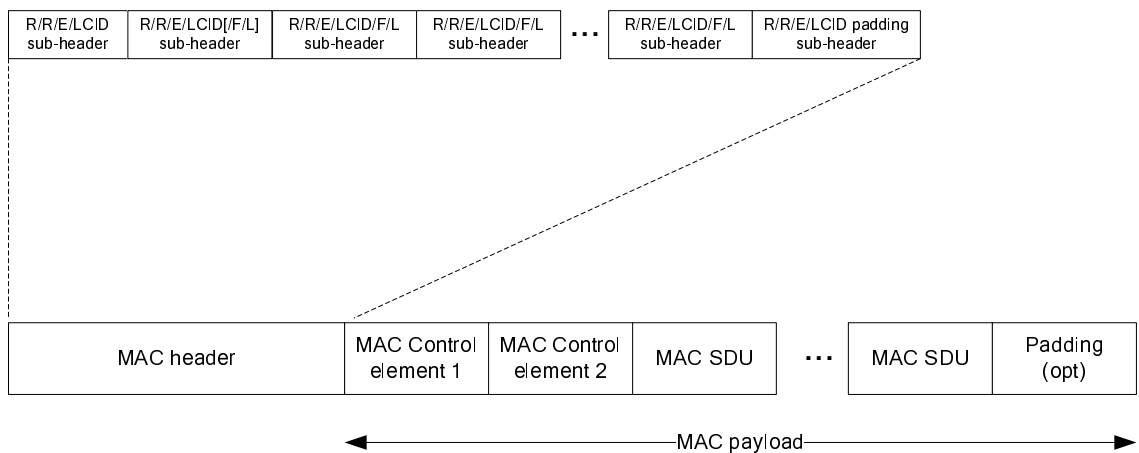 R/R/E/LCID
sub-header
R/R/E/LCID[/F/L]
sub-header
R/R/E/LCID/F/L
sub-header
R/R/E/LCID/F/L
sub-header
...
R/R/E/LCID/F/L
sub-header
R/R/E/LCID padding
sub-header
MAC header
MAC Control
element 1
MAC Control
element 2
MAC SDU
...
MAC SDU
Padding
(opt)
MAC payload